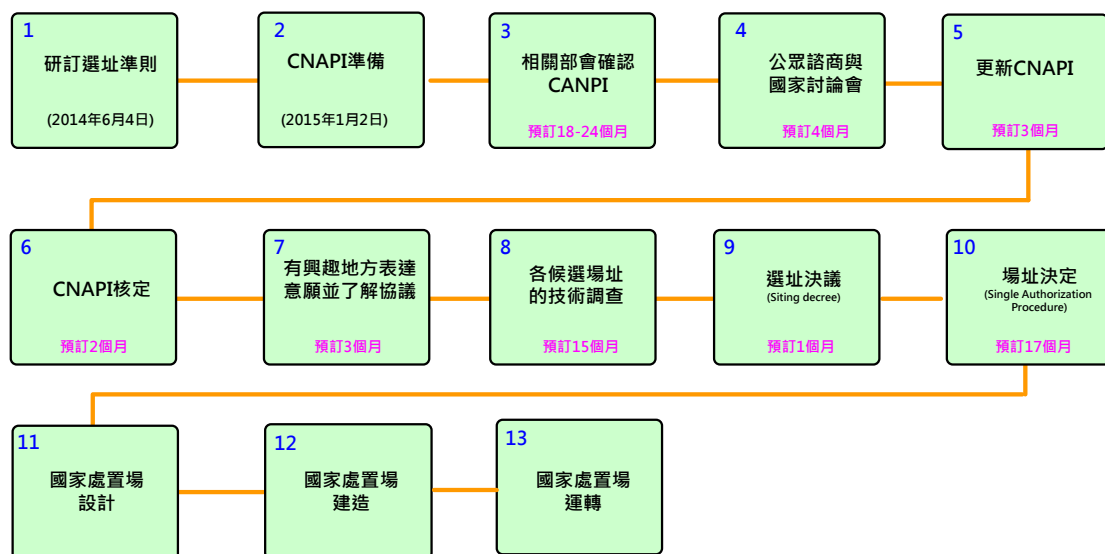 1
研訂選址準則
(2014年6月4日)
2
CNAPI準備
(2015年1月2日)
3
相關部會確認
CANPI
預訂18-24個月
4
公眾諮商與
國家討論會
預訂4個月
5
更新CNAPI
預訂3個月
6
CNAPI核定
預訂2個月
7
有興趣地方表達
意願並了解協議
預訂3個月
8
各候選場址
的技術調查
預訂15個月
9
選址決議
(Siting decree)
預訂1個月
10
場址決定
(Single Authorization
Procedure)
預訂17個月
11
國家處置場
設計
12
國家處置場
建造
13
國家處置場
運轉